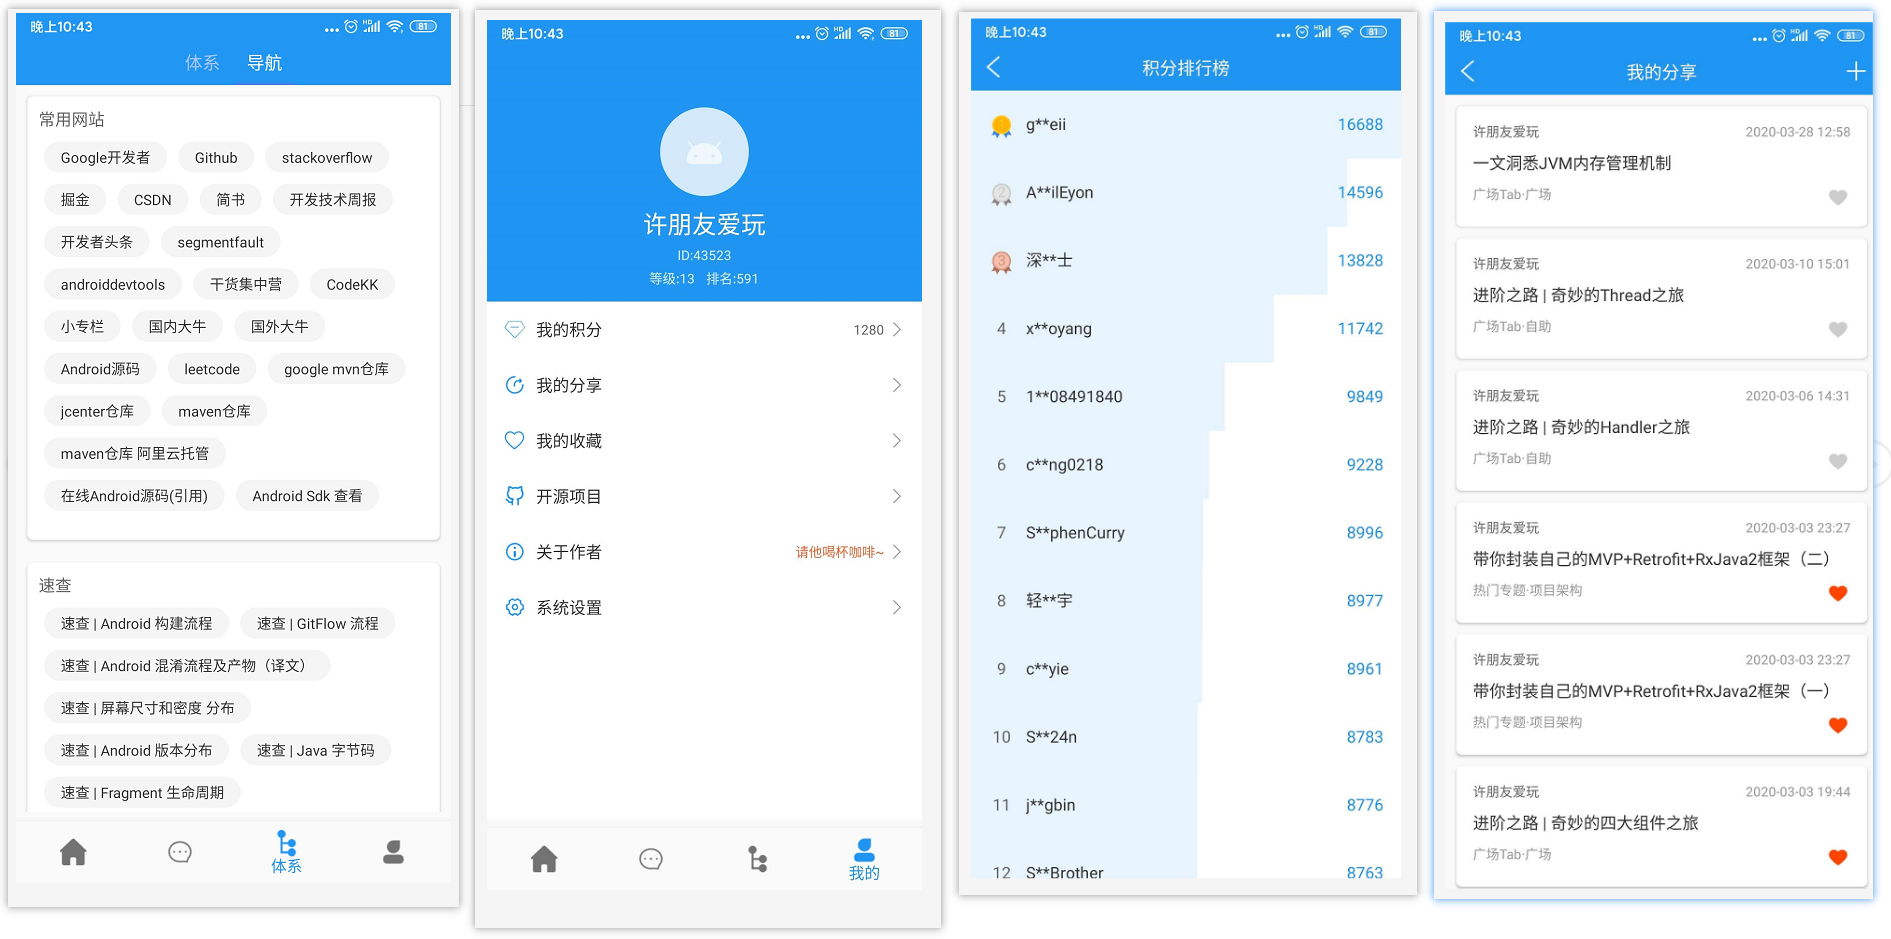 晚上10:43
HD
81
体系 导航
常用网站
Google开发者 Github stackoverflow
掘金 CSDN 简书 开发技术周报
开发者头条 segmentfault
androiddevtools 干货集中营 CodeKK
小专栏 国内大牛 国外大牛
Android源码 leetcode google mvn仓库
jcenter仓库 maven仓库
maven仓库 阿里云托管
在线Android源码(引用) Android Sdk 查看
速查
速查 | Android 构建流程 速查 | GitFlow 流程
速查 | Android 混淆流程及产物（译文）
速查 | 屏幕尺寸和密度 分布
速查 | Android 版本分布 速查 | Java 字节码
速查 | Fragment 生命周期
体系
晚上10:43
HD
81
许朋友爱玩
ID:43523
等级:13 排名:591
我的积分 1280
我的分享
我的收藏
开源项目
关于作者 请他喝杯咖啡~
系统设置
我的
晚上10:43
HD
81
积分排行榜
1 g**eii 16688
2 A**ilEyon 14596
3 深**士 13828
4 x**oyang 11742
5 1**08491840 9849
6 c**ng0218 9228
7 S**phenCurry 8996
8 轻**宇 8977
9 c**yie 8961
10 S**24n 8783
11 j**gbin 8776
12 S**Brother 8763
晚上10:43
HD
81
我的分享
许朋友爱玩 2020-03-28 12:58
一文洞悉JVM内存管理机制
广场Tab·广场
许朋友爱玩 2020-03-10 15:01
进阶之路 | 奇妙的Thread之旅
广场Tab·自助
许朋友爱玩 2020-03-06 14:31
进阶之路 | 奇妙的Handler之旅
广场Tab·自助
许朋友爱玩 2020-03-03 23:27
带你封装自己的MVP+Retrofit+RxJava2框架（二）
热门专题·项目架构
许朋友爱玩 2020-03-03 23:27
带你封装自己的MVP+Retrofit+RxJava2框架（一）
热门专题·项目架构
许朋友爱玩 2020-03-03 19:44
进阶之路 | 奇妙的四大组件之旅
广场Tab·广场